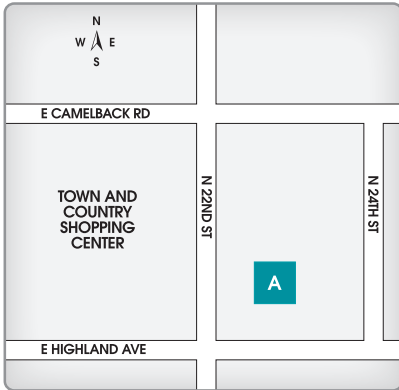 N
W E
S
E CAMELBACK RD
TOWN AND
COUNTRY
SHOPPING
CENTER
N 22ND ST
N 24TH ST
A
E HIGHLAND AVE